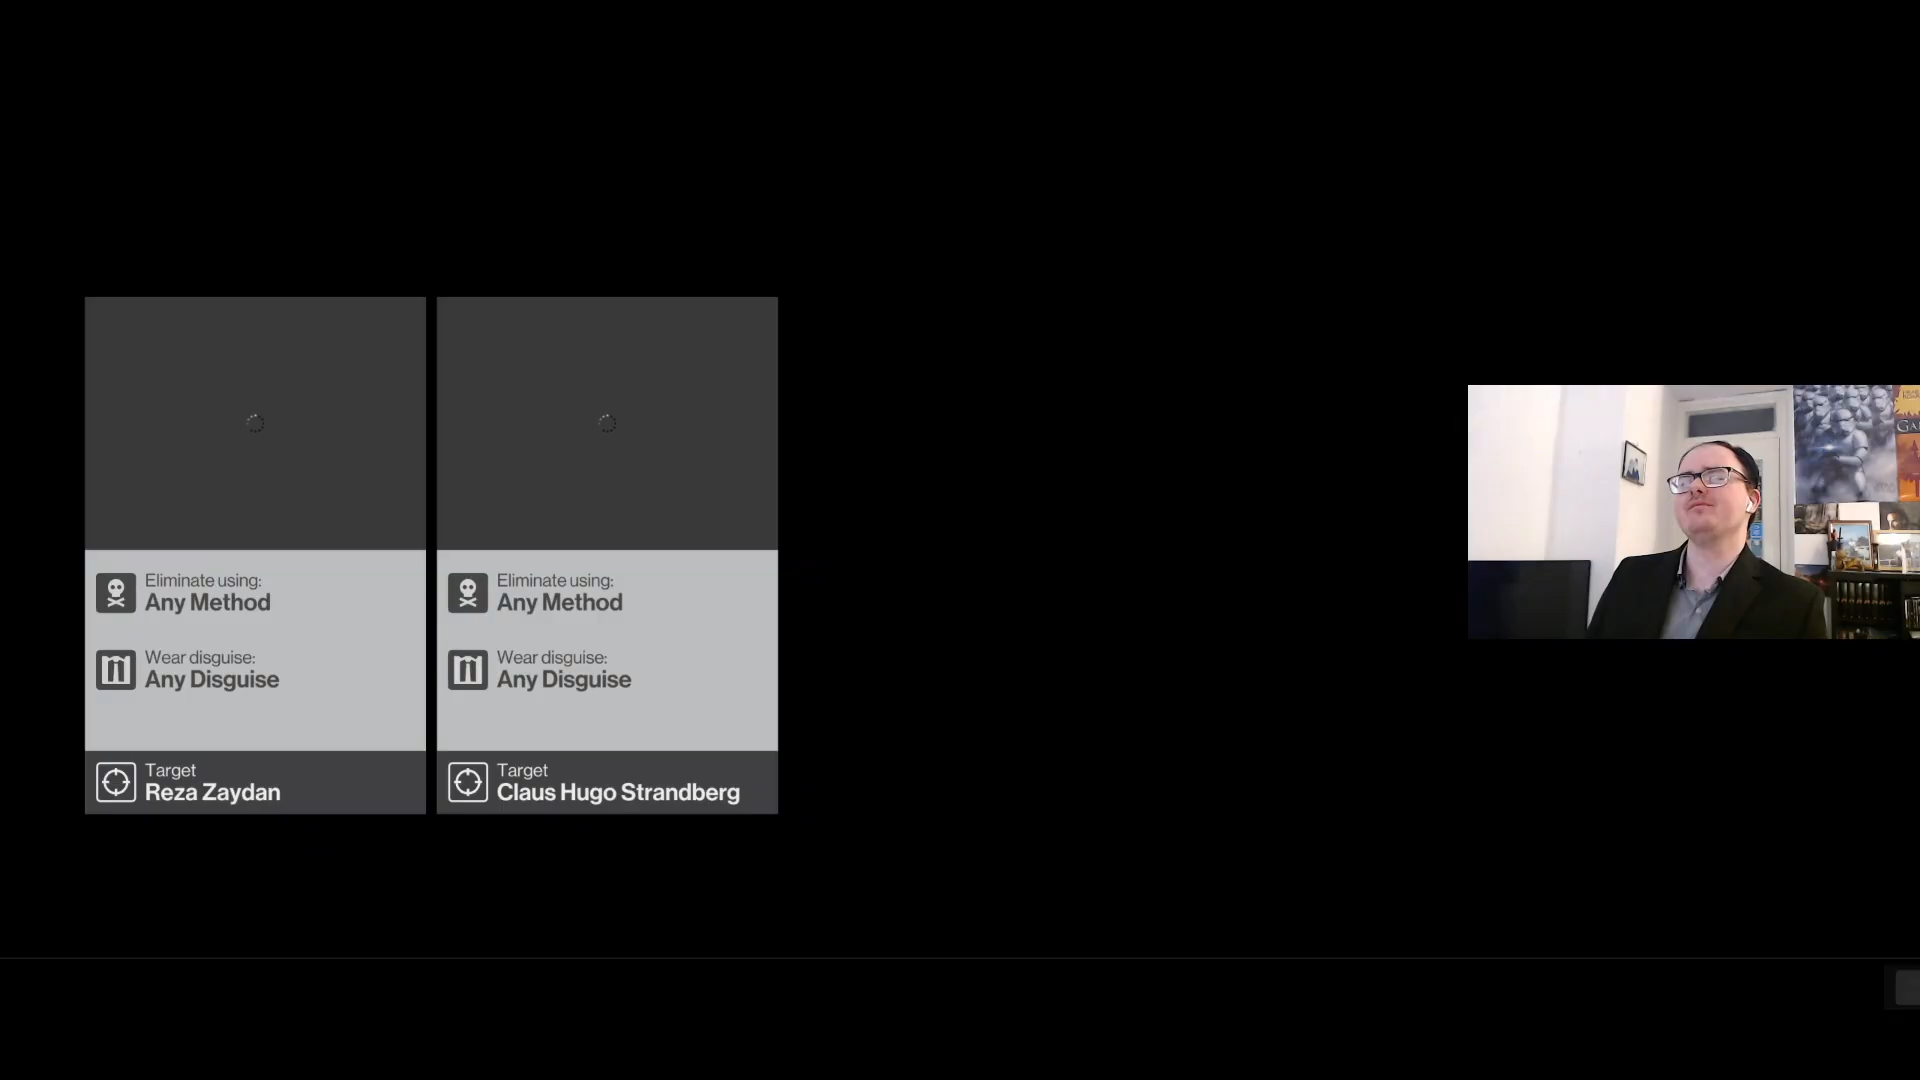 Eliminate using:
Any Method
Wear disguise:
Any Disguise
Target
Reza Zaydan
Eliminate using:
Any Method
Wear disguise:
Any Disguise
Target
Claus Hugo Strandberg